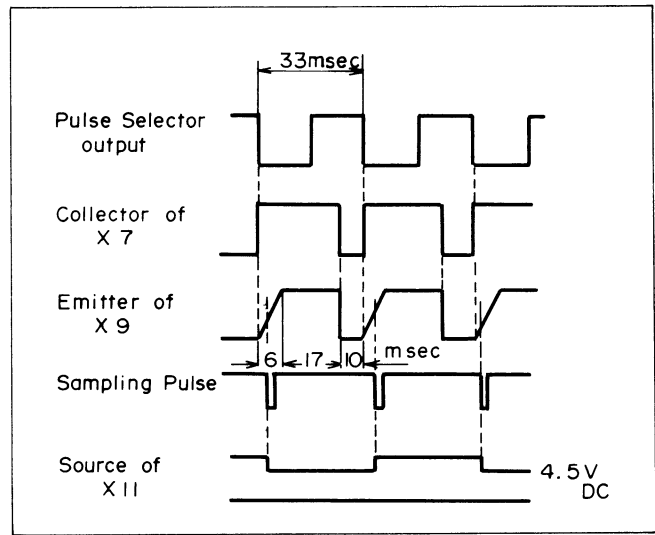 33msec
Pulse Selector
output
Collector of
X 7
Emitter of
X 9
6 17 10 msec
Sampling Pulse
Source of
X11
4.5V
DC